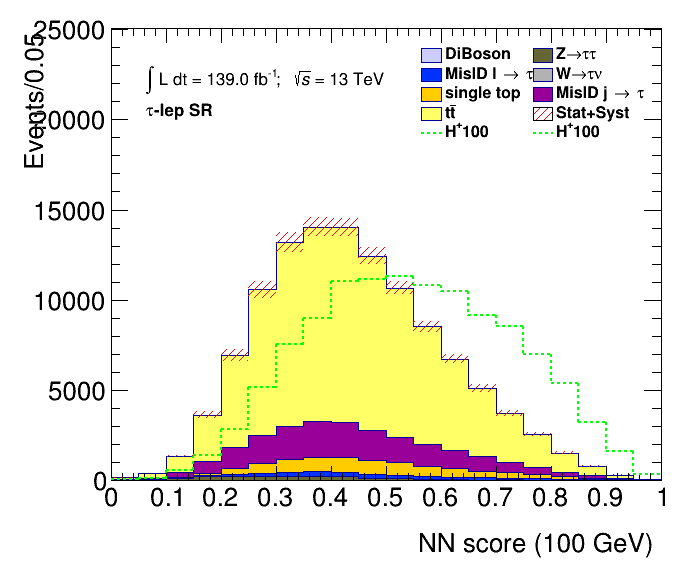 25000
Events/0.05
∫ L dt = 139.0 fb⁻¹; √s = 13 TeV
τ-lep SR
DiBoson
Z→ττ
MisID l → τ
W→τν
single top
MisID j → τ
tt̄
Stat+Syst
H⁺100
H⁺100
20000
15000
10000
5000
0
0 0.1 0.2 0.3 0.4 0.5 0.6 0.7 0.8 0.9 1
NN score (100 GeV)